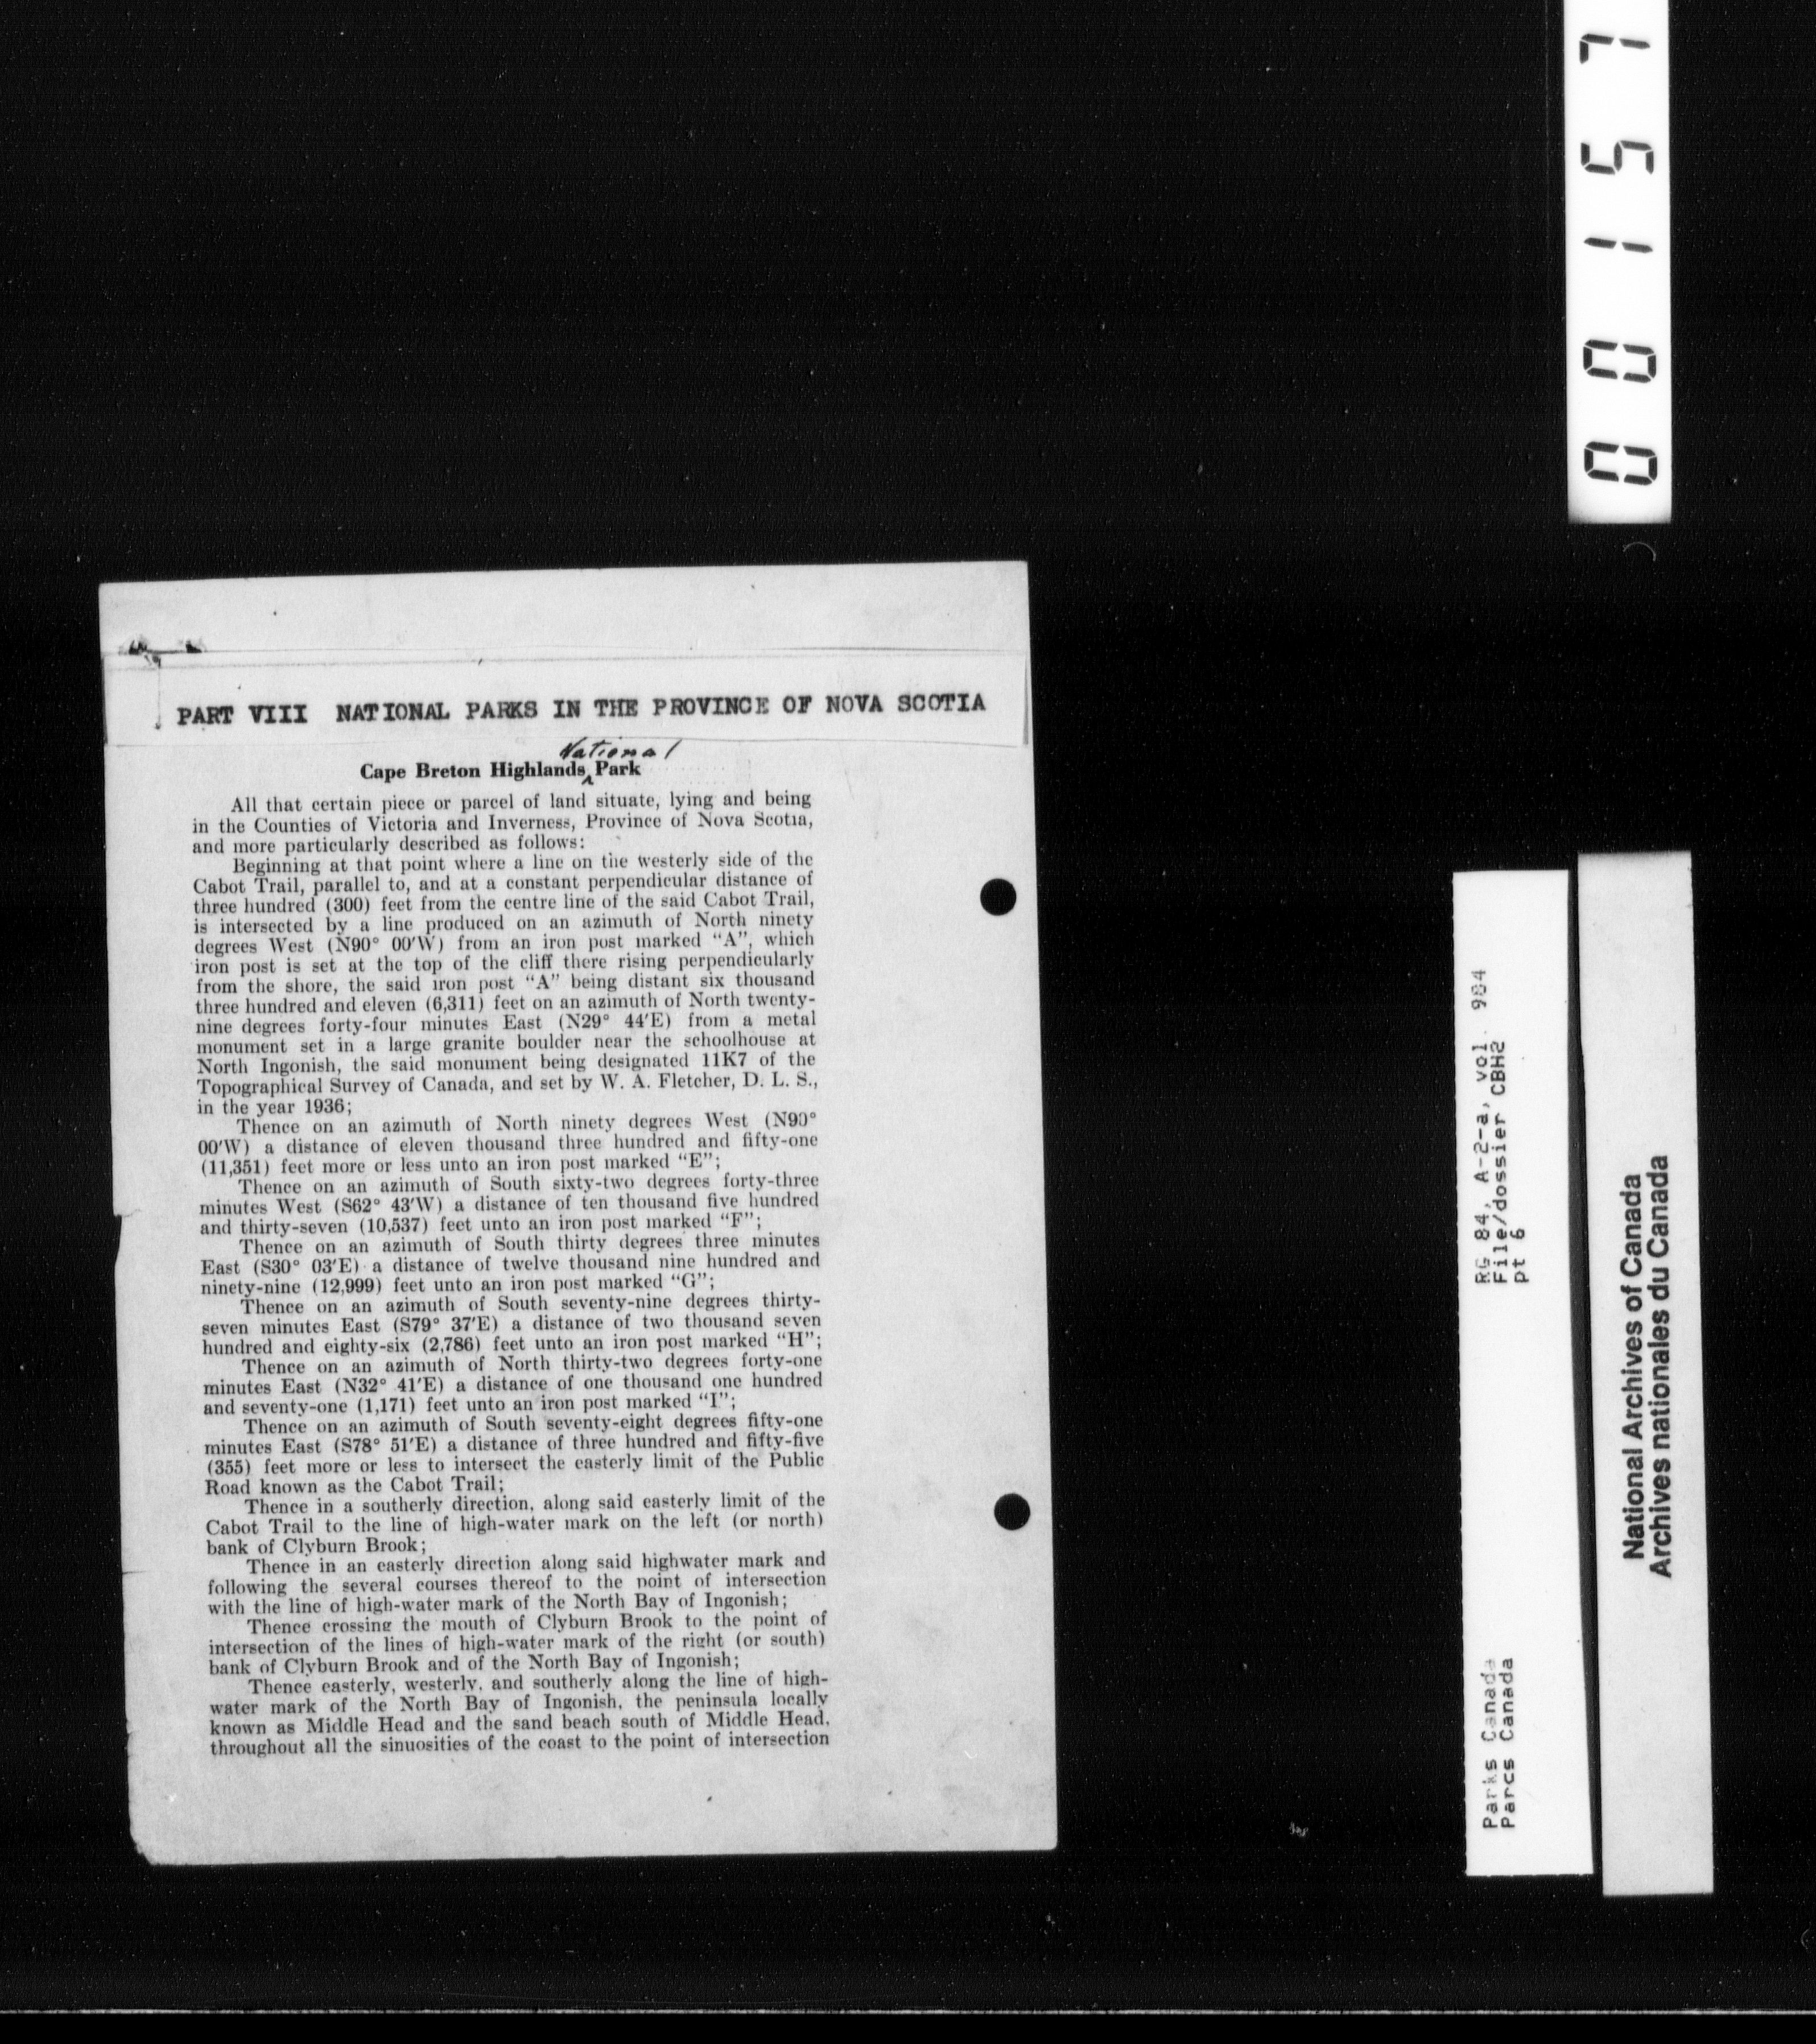 PART VIII NATIONAL PARKS IN THE PROVINCE OF NOVA SCOTIA
National
Cape Breton Highlands ^ Park
All that certain piece or parcel of land situate, lying and being
in the Counties of Victoria and Inverness, Province of Nova Scotia,
and more particularly described as follows:
Beginning at that point where a line on the westerly side of the
Cabot Trail, parallel to, and at a constant perpendicular distance of
three hundred (300) feet from the centre line of the said Cabot Trail,
is intersected by a line produced on an azimuth of North ninety
degrees West (N90° 00′W) from an iron post marked “A”, which
iron post is set at the top of the cliff there rising perpendicularly
from the shore, the said iron post “A” being distant six thousand
three hundred and eleven (6,311) feet on an azimuth of North twenty-
nine degrees forty-four minutes East (N29° 44′E) from a metal
monument set in a large granite boulder near the schoolhouse at
North Ingonish, the said monument being designated 11K7 of the
Topographical Survey of Canada, and set by W. A. Fletcher, D. L. S.,
in the year 1936;
Thence on an azimuth of North ninety degrees West (N90°
00′W) a distance of eleven thousand three hundred and fifty-one
(11,351) feet more or less unto an iron post marked “E”;
Thence on an azimuth of South sixty-two degrees forty-three
minutes West (S62° 43′W) a distance of ten thousand five hundred
and thirty-seven (10,537) feet unto an iron post marked “F”;
Thence on an azimuth of South thirty degrees three minutes
East (S30° 03′E) a distance of twelve thousand nine hundred and
ninety-nine (12,999) feet unto an iron post marked “G”;
Thence on an azimuth of South seventy-nine degrees thirty-
seven minutes East (S79° 37′E) a distance of two thousand seven
hundred and eighty-six (2,786) feet unto an iron post marked “H”;
Thence on an azimuth of North thirty-two degrees forty-one
minutes East (N32° 41′E) a distance of one thousand one hundred
and seventy-one (1,171) feet unto an iron post marked “I”;
Thence on an azimuth of South seventy-eight degrees fifty-one
minutes East (S78° 51′E) a distance of three hundred and fifty-five
(355) feet more or less to intersect the easterly limit of the Public
Road known as the Cabot Trail;
Thence in a southerly direction, along said easterly limit of the
Cabot Trail to the line of high-water mark on the left (or north)
bank of Clyburn Brook;
Thence in an easterly direction along said highwater mark and
following the several courses thereof to the point of intersection
with the line of high-water mark of the North Bay of Ingonish;
Thence crossing the mouth of Clyburn Brook to the point of
intersection of the lines of high-water mark of the right (or south)
bank of Clyburn Brook and of the North Bay of Ingonish;
Thence easterly, westerly, and southerly along the line of high-
water mark of the North Bay of Ingonish, the peninsula locally
known as Middle Head and the sand beach south of Middle Head,
throughout all the sinuosities of the coast to the point of intersection
00157
Parks Canada RG 84, A-2-a, vol. 984
Parcs Canada File/dossier CBH2
pt 6
National Archives of Canada
Archives nationales du Canada